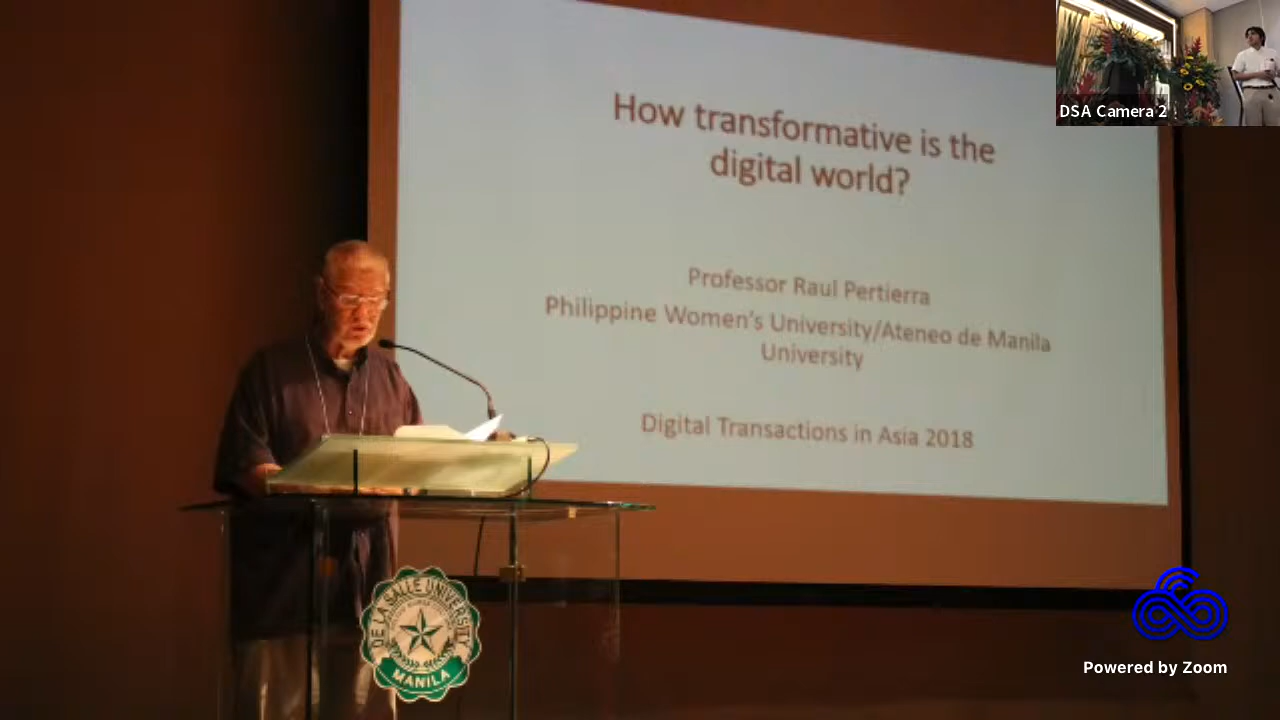 How transformative is the
digital world?
Professor Raul Pertierra
Philippine Women's University/Ateneo de Manila
University
Digital Transactions in Asia 2018
DE LA SALLE UNIVERSITY
MANILA
DSA Camera 2
Powered by Zoom